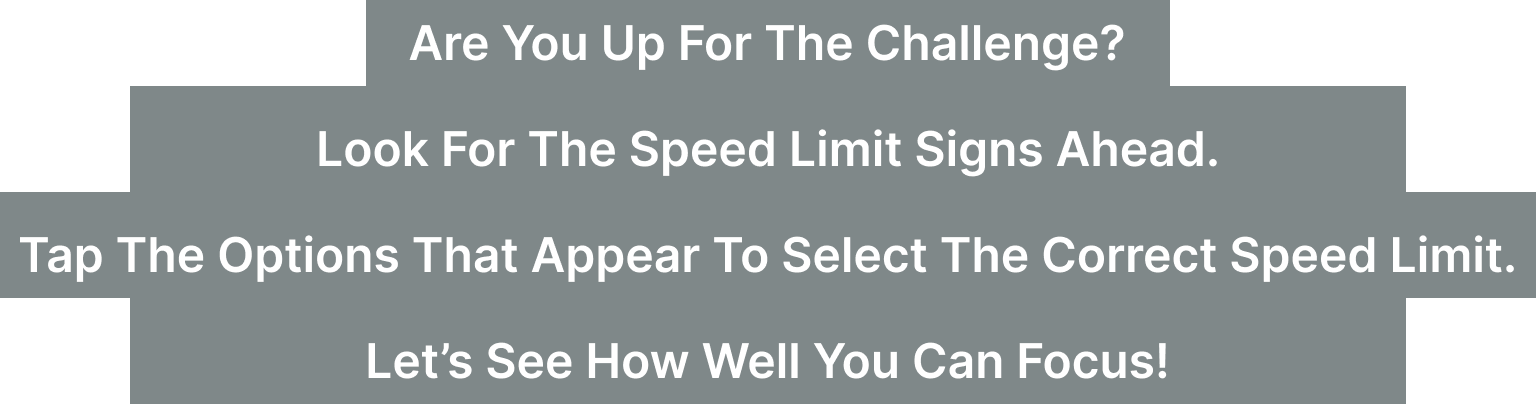 Are You Up For The Challenge?
Look For The Speed Limit Signs Ahead.
Tap The Options That Appear To Select The Correct Speed Limit.
Let’s See How Well You Can Focus!